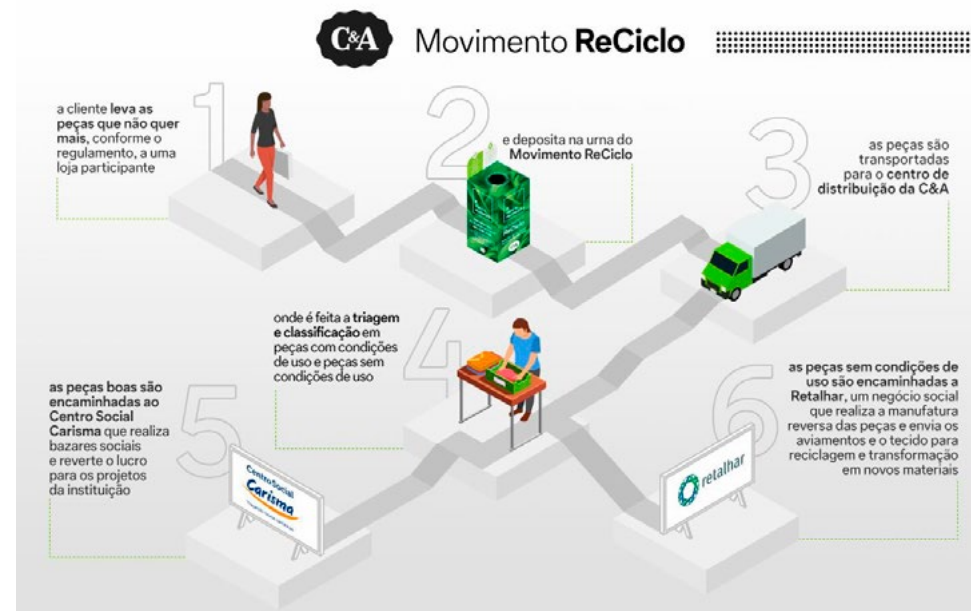 C&A Movimento ReCiclo
1
a cliente leva as
peças que não quer
mais, conforme o
regulamento, a uma
loja participante
2
e deposita na urna do
Movimento ReCiclo
3
as peças são
transportadas
para o centro de
distribuição da C&A
4
onde é feita a triagem
e classificação em
peças com condições
de uso e peças sem
condições de uso
5
as peças boas são
encaminhadas ao
Centro Social
Carisma que realiza
bazares sociais
e reverte o lucro
para os projetos
da instituição
Centro Social
Carisma
6
as peças sem condições de
uso são encaminhadas a
Retalhar, um negócio social
que realiza a manufatura
reversa das peças e envia os
aviamentos e o tecido para
reciclagem e transformação
em novos materiais
retalhar